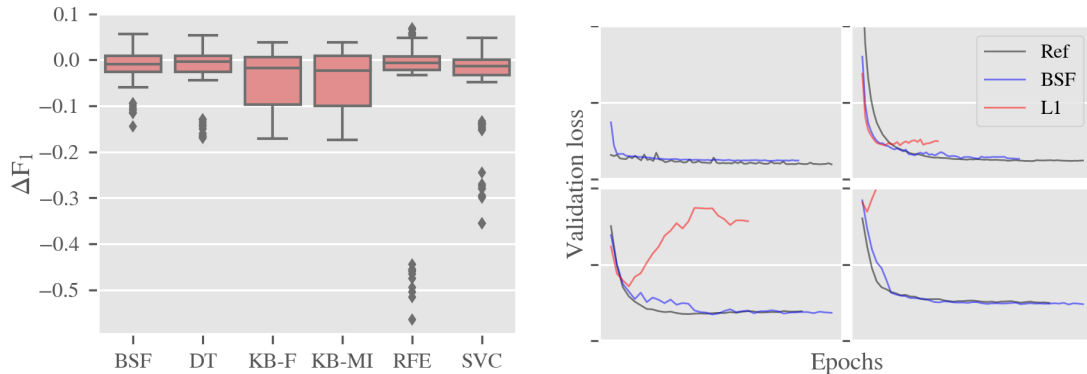 0.1
0.0
−0.1
−0.2
−0.3
−0.4
−0.5
ΔF₁
BSF DT KB-F KB-MI RFE SVC
Validation loss
Ref
BSF
L1
Epochs